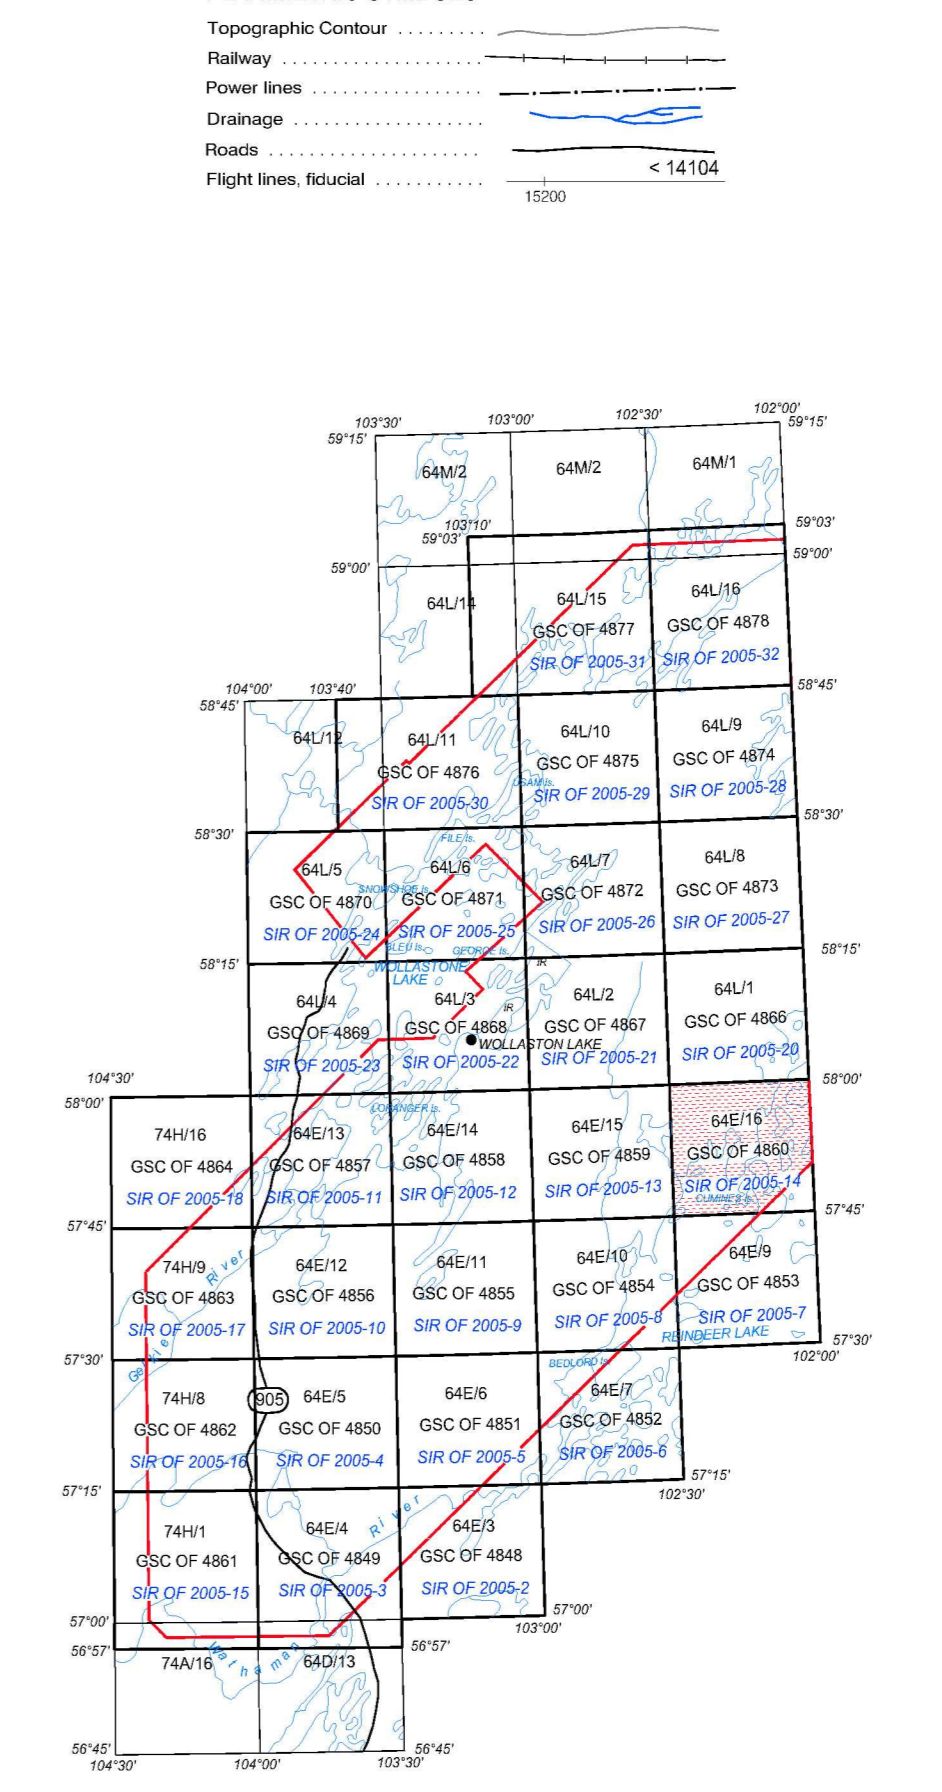 Topographic Contour . . . . . . . . .
Railway . . . . . . . . . . . . . . . . . . . . .
Power lines . . . . . . . . . . . . . . . . . .
Drainage . . . . . . . . . . . . . . . . . . . .
Roads . . . . . . . . . . . . . . . . . . . . . .
< 14104
Flight lines, fiducial . . . . . . . . . . .
15200
103°30' 103°00' 102°30' 102°00'
59°15' 59°15'
64M/2 64M/2 64M/1
103°10' 59°03'
59°03'
59°00' 59°00'
64L/14 64L/15 64L/16
GSC OF 4877 GSC OF 4878
SIR OF 2005-31 SIR OF 2005-32
104°00' 103°40' 58°45'
58°45'
64L/12 64L/11 64L/10 64L/9
GSC OF 4876 GSC OF 4875 GSC OF 4874
USAM Is.
SIR OF 2005-30 SIR OF 2005-29 SIR OF 2005-28
58°30' 58°30'
FILE Is.
64L/5 64L/6 64L/7 64L/8
SNOWSHOE Is.
GSC OF 4870 GSC OF 4871 GSC OF 4872 GSC OF 4873
SIR OF 2005-24 SIR OF 2005-25 SIR OF 2005-26 SIR OF 2005-27
BLEU Is. GEORGE Is.
58°15' 58°15'
WOLLASTONE IR
LAKE
64L/4 64L/3 64L/2 64L/1
IR
GSC OF 4869 GSC OF 4868 GSC OF 4867 GSC OF 4866
WOLLASTON LAKE
SIR OF 2005-23 SIR OF 2005-22 SIR OF 2005-21 SIR OF 2005-20
104°30' 58°00'
58°00'
LORANGER Is.
74H/16 64E/13 64E/14 64E/15 64E/16
GSC OF 4864 GSC OF 4857 GSC OF 4858 GSC OF 4859 GSC OF 4860
SIR OF 2005-18 SIR OF 2005-11 SIR OF 2005-12 SIR OF 2005-13 SIR OF 2005-14
CUMINES Is.
57°45' 57°45'
74H/9 River 64E/12 64E/11 64E/10 64E/9
GSC OF 4863 GSC OF 4856 GSC OF 4855 GSC OF 4854 GSC OF 4853
SIR OF 2005-17 SIR OF 2005-10 SIR OF 2005-9 SIR OF 2005-8 SIR OF 2005-7
REINDEER LAKE
57°30' 57°30'
102°00'
BEDLORD Is.
74H/8 905 64E/5 64E/6 64E/7
GSC OF 4862 GSC OF 4850 GSC OF 4851 GSC OF 4852
SIR OF 2005-16 SIR OF 2005-4 SIR OF 2005-5 SIR OF 2005-6
57°15' 57°15'
102°30'
River
74H/1 64E/4 64E/3
GSC OF 4861 GSC OF 4849 GSC OF 4848
SIR OF 2005-15 SIR OF 2005-3 SIR OF 2005-2
57°00' 57°00'
103°00'
56°57' 56°57'
Wathaman
74A/16 64D/13
56°45' 56°45'
104°30' 104°00' 103°30'